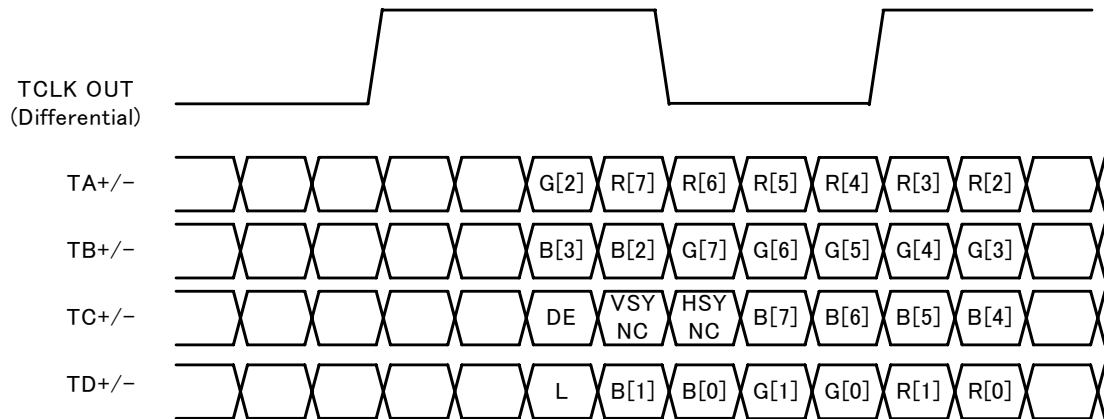 TCLK OUT
(Differential)
TA+/-
G[2] R[7] R[6] R[5] R[4] R[3] R[2]
TB+/-
B[3] B[2] G[7] G[6] G[5] G[4] G[3]
TC+/-
DE VSY NC HSY NC B[7] B[6] B[5] B[4]
TD+/-
L B[1] B[0] G[1] G[0] R[1] R[0]